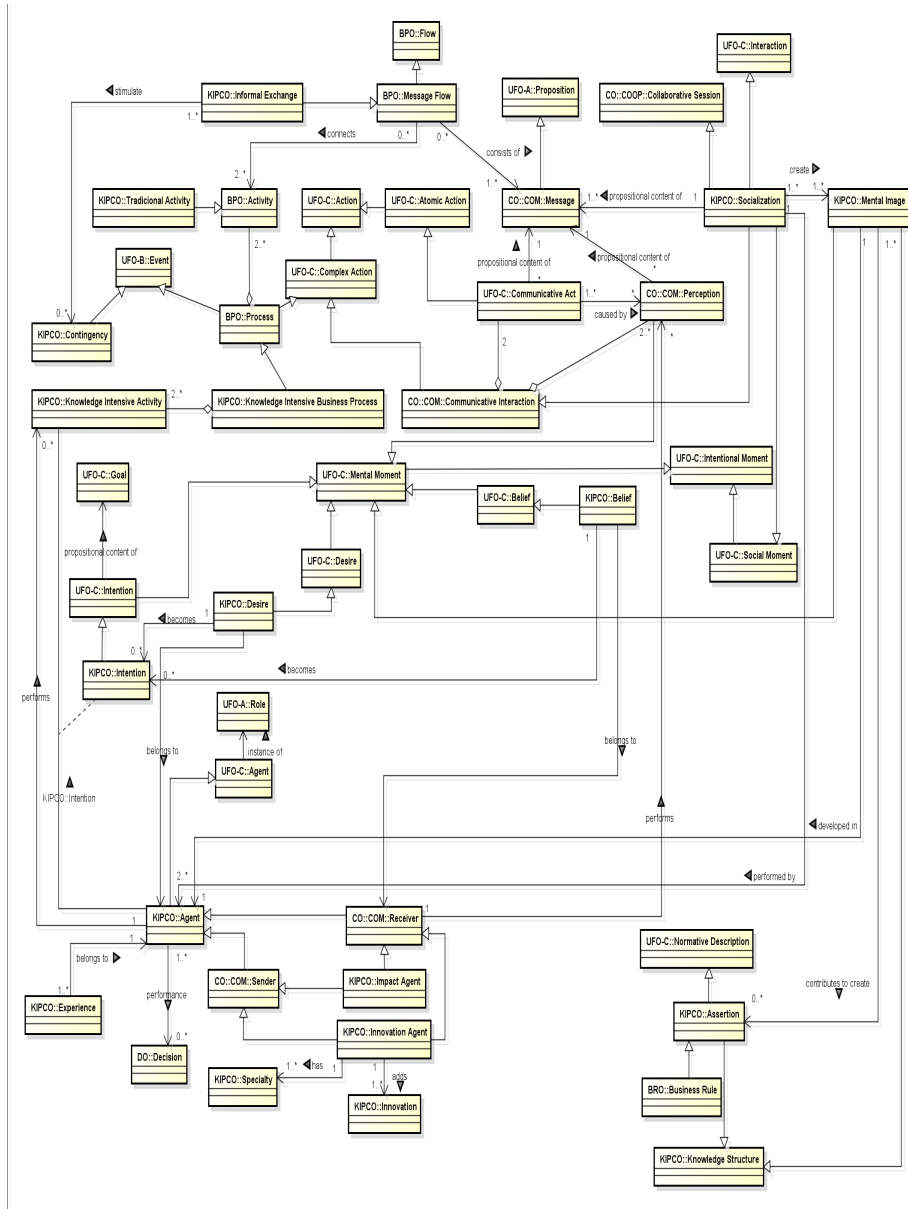 BPO::Flow
UFO-C::Interaction
◄ stimulate
KIPCO::Informal Exchange
1..*
BPO::Message Flow
0..*
0..*
UFO-A::Proposition
CO::COOP::Collaborative Session
◄ connects
consists of ►
create ►
2..*
1..*
1..*
◄ propositional content of
1
1..*
1..*
KIPCO::Tradicional Activity
BPO::Activity
UFO-C::Action
UFO-C::Atomic Action
CO::COM::Message
KIPCO::Socialization
1
KIPCO::Mental Image
2..*
1
1
1
1..*
UFO-B::Event
UFO-C::Complex Action
propositional content of
◄ propositional content of
*
*
0..*
UFO-C::Communicative Act
1..*
*
CO::COM::Perception
KIPCO::Contingency
BPO::Process
caused by ►
2
2..*
*
KIPCO::Knowledge Intensive Activity
2..*
KIPCO::Knowledge Intensive Business Process
CO::COM::Communicative Interaction
0..*
UFO-C::Goal
UFO-C::Mental Moment
UFO-C::Intentional Moment
UFO-C::Belief
KIPCO::Belief
1
propositional content of
UFO-C::Desire
UFO-C::Social Moment
UFO-C::Intention
KIPCO::Desire
1
◄ becomes
0..*
KIPCO::Intention
0..*
◄ becomes
performs
UFO-A::Role
belongs to
instance of
belongs to
UFO-C::Agent
KIPCO::Intention
performs
◄ developed in
2..*
1
◄ performed by
KIPCO::Agent
1
CO::COM::Receiver
1
1
1..*
UFO-C::Normative Description
belongs to ►
1..*
performance
CO::COM::Sender
KIPCO::Impact Agent
contributes to create
0..*
KIPCO::Experience
KIPCO::Assertion
KIPCO::Innovation Agent
0..*
DO::Decision
1..*
◄ has
1
1
adds
KIPCO::Specialty
1..*
BRO::Business Rule
KIPCO::Innovation
KIPCO::Knowledge Structure